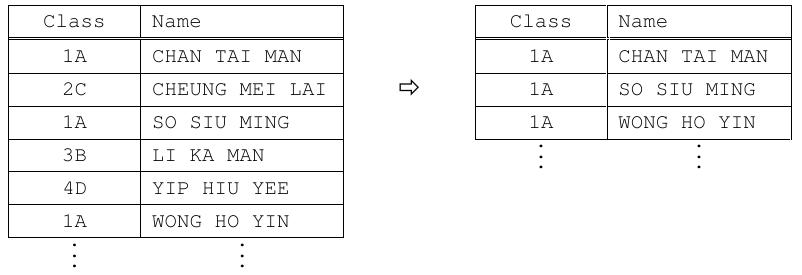 Class Name
1A CHAN TAI MAN
2C CHEUNG MEI LAI
1A SO SIU MING
3B LI KA MAN
4D YIP HIU YEE
1A WONG HO YIN
⋮ ⋮
⇨
Class Name
1A CHAN TAI MAN
1A SO SIU MING
1A WONG HO YIN
⋮ ⋮